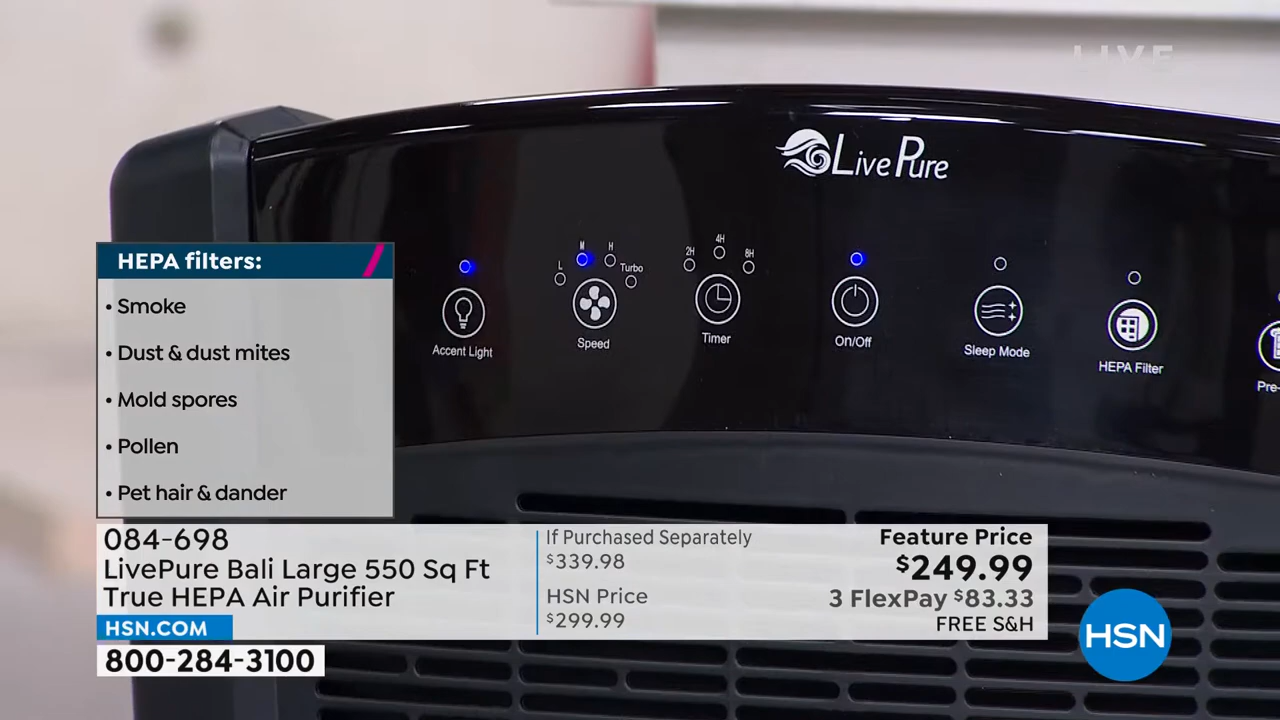 LIVE
LivePure
M
H
L
Turbo
2H
4H
8H
Accent Light
Speed
Timer
On/Off
Sleep Mode
HEPA Filter
Pre-
HEPA filters:
• Smoke
• Dust & dust mites
• Mold spores
• Pollen
• Pet hair & dander
084-698
LivePure Bali Large 550 Sq Ft
True HEPA Air Purifier
HSN.COM
800-284-3100
If Purchased Separately
$339.98
HSN Price
$299.99
Feature Price
$249.99
3 FlexPay $83.33
FREE S&H
HSN